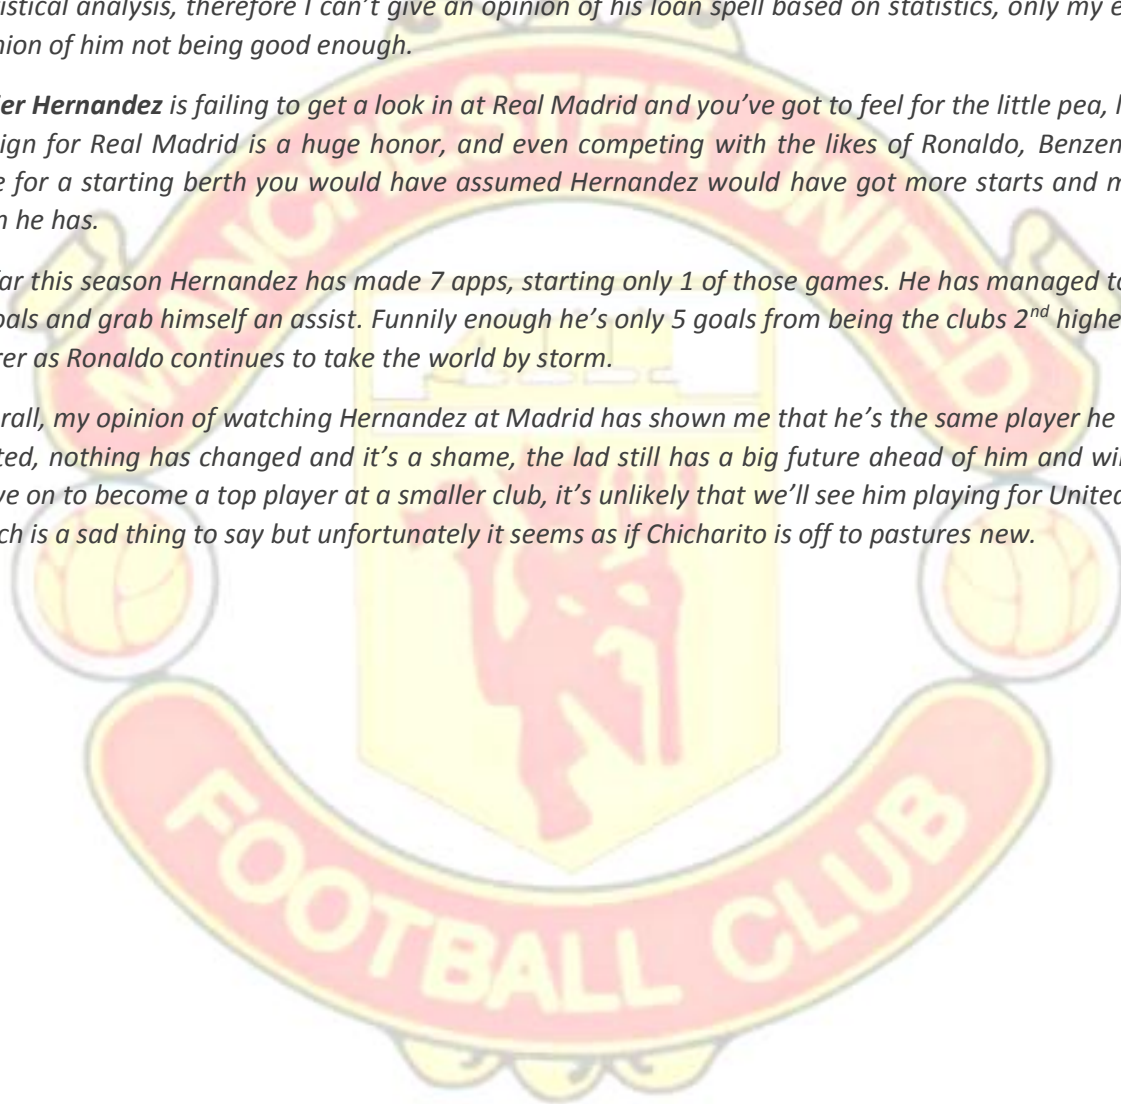 istical analysis, therefore I can't give an opinion of his loan spell based on statistics, only my e
nion of him not being good enough.
ier Hernandez is failing to get a look in at Real Madrid and you've got to feel for the little pea, l
ign for Real Madrid is a huge honor, and even competing with the likes of Ronaldo, Benzen
e for a starting berth you would have assumed Hernandez would have got more starts and m
n he has.
far this season Hernandez has made 7 apps, starting only 1 of those games. He has managed to
oals and grab himself an assist. Funnily enough he's only 5 goals from being the clubs 2nd highe
rer as Ronaldo continues to take the world by storm.
rall, my opinion of watching Hernandez at Madrid has shown me that he's the same player he
ted, nothing has changed and it's a shame, the lad still has a big future ahead of him and wil
ve on to become a top player at a smaller club, it's unlikely that we'll see him playing for United
ch is a sad thing to say but unfortunately it seems as if Chicharito is off to pastures new.
MANCHESTER UNITED
FOOTBALL CLUB